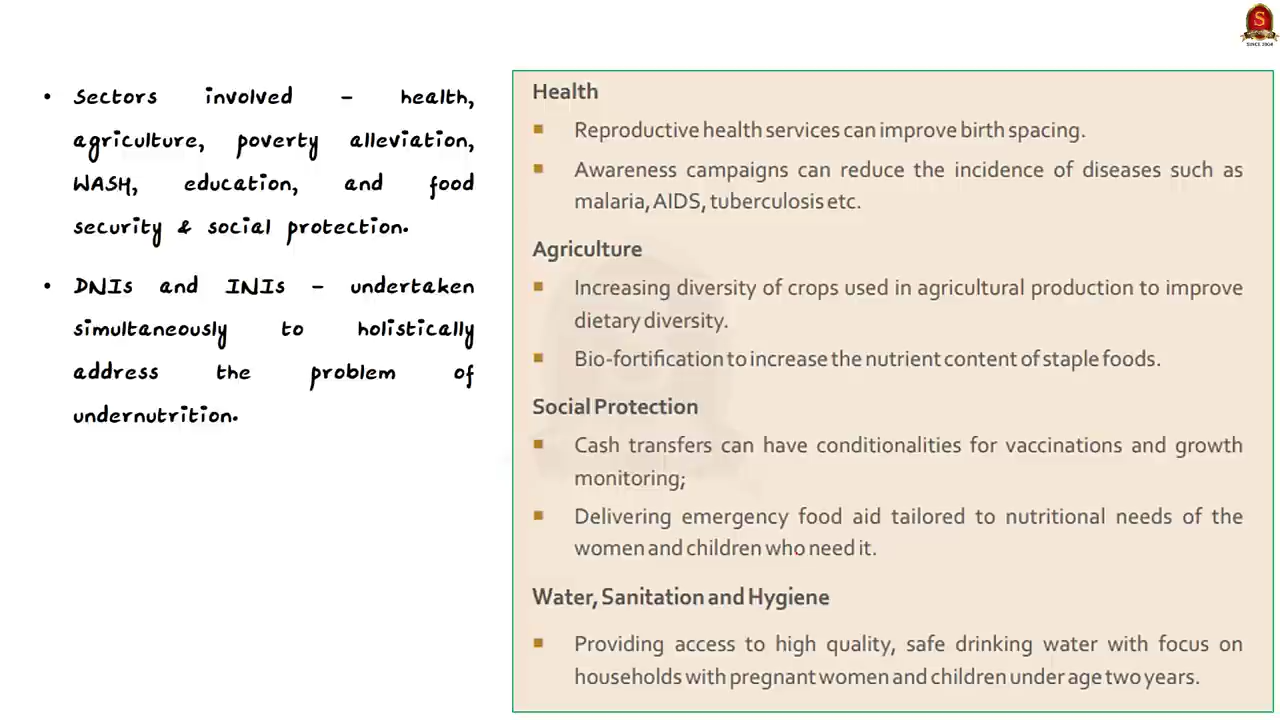 S
SINCE 2004
• Sectors involved – health,
agriculture, poverty alleviation,
WASH, education, and food
security & social protection.
• DNIs and INIs – undertaken
simultaneously to holistically
address the problem of
undernutrition.
Health
■ Reproductive health services can improve birth spacing.
■ Awareness campaigns can reduce the incidence of diseases such as
malaria, AIDS, tuberculosis etc.
Agriculture
■ Increasing diversity of crops used in agricultural production to improve
dietary diversity.
■ Bio-fortification to increase the nutrient content of staple foods.
Social Protection
■ Cash transfers can have conditionalities for vaccinations and growth
monitoring;
■ Delivering emergency food aid tailored to nutritional needs of the
women and children who need it.
Water, Sanitation and Hygiene
■ Providing access to high quality, safe drinking water with focus on
households with pregnant women and children under age two years.